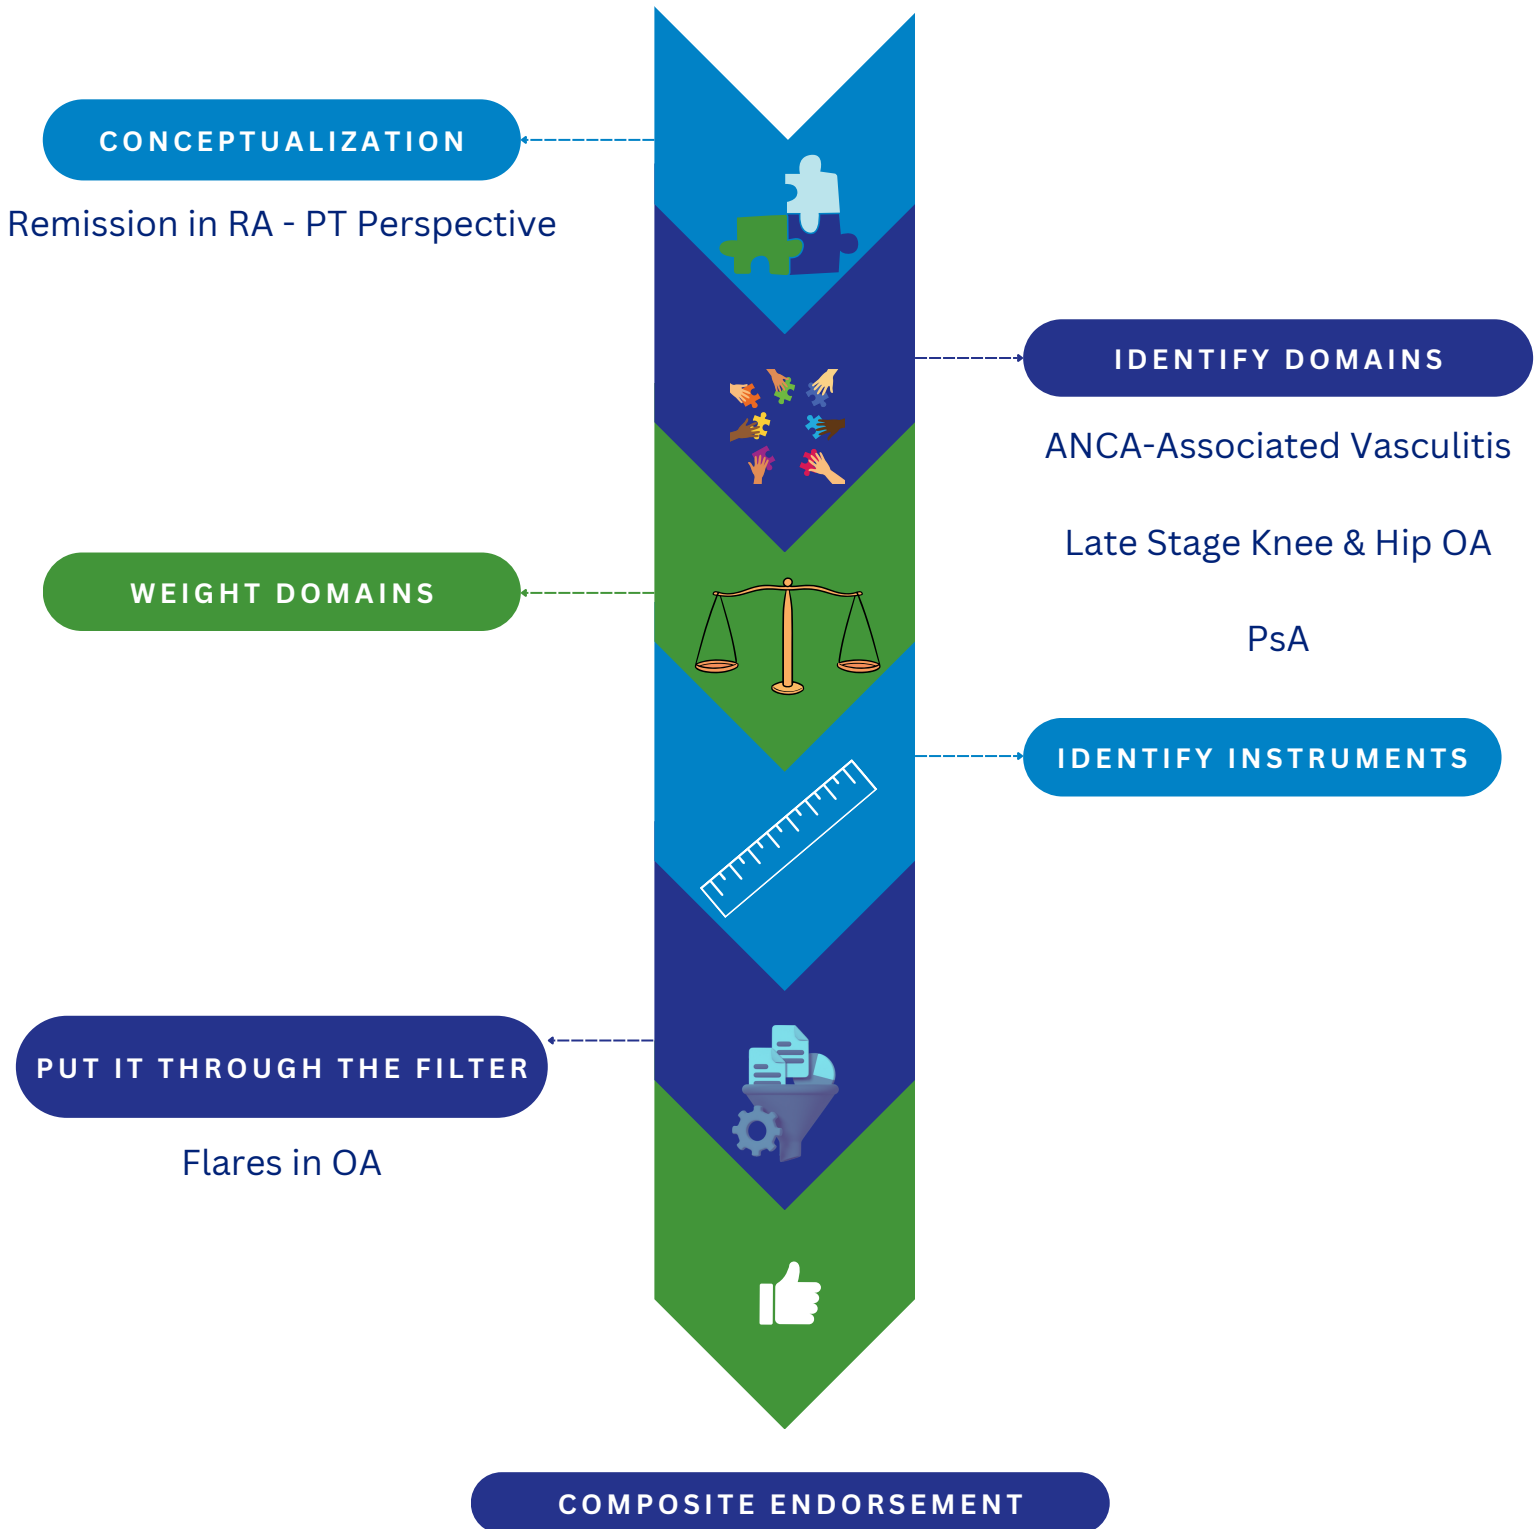 CONCEPTUALIZATION
Remission in RA - PT Perspective
IDENTIFY DOMAINS
ANCA-Associated Vasculitis
Late Stage Knee & Hip OA
PsA
WEIGHT DOMAINS
IDENTIFY INSTRUMENTS
PUT IT THROUGH THE FILTER
Flares in OA
COMPOSITE ENDORSEMENT